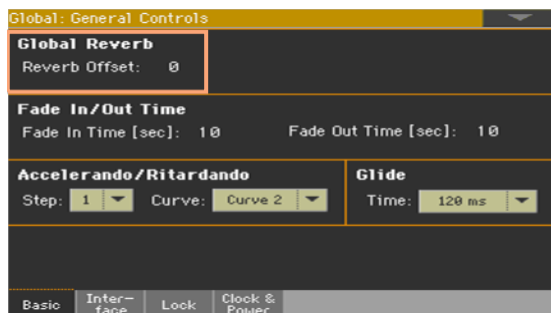 Global: General Controls
Global Reverb
Reverb Offset: 0
Fade In/Out Time
Fade In Time [sec]: 10 Fade Out Time [sec]: 10
Accelerando/Ritardando Glide
Step: 1 Curve: Curve 2 Time: 120 ms
Basic Inter- Lock Clock &
face Power